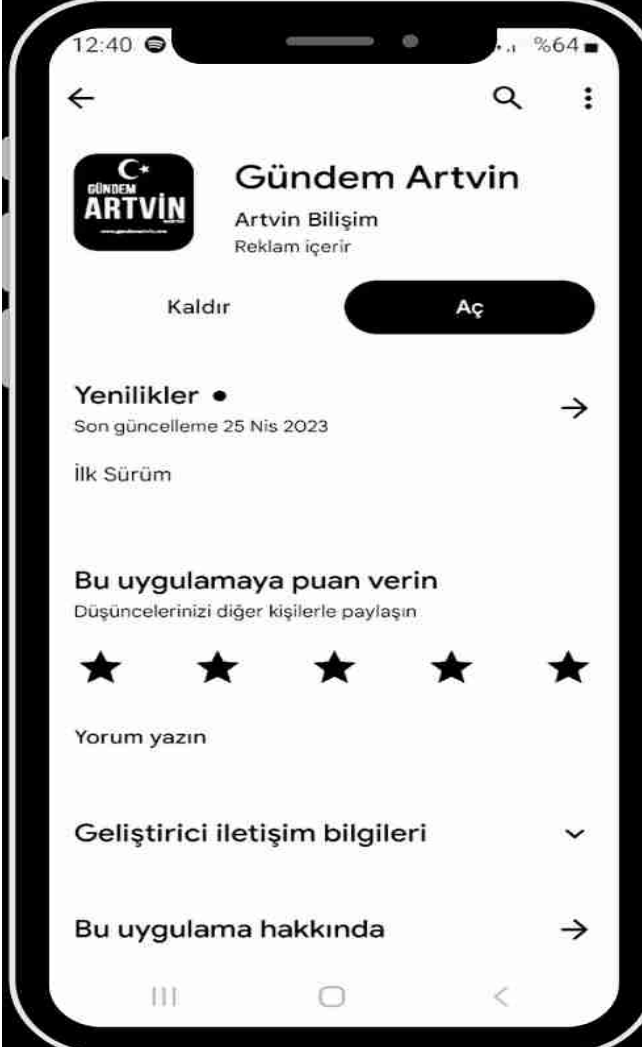 12:40
%64
GÜNDEM
ARTVİN
Gündem Artvin
Artvin Bilişim
Reklam içerir
Kaldır
Aç
Yenilikler
Son güncelleme 25 Nis 2023
İlk Sürüm
Bu uygulamaya puan verin
Düşüncelerinizi diğer kişilerle paylaşın
Yorum yazın
Geliştirici iletişim bilgileri
Bu uygulama hakkında